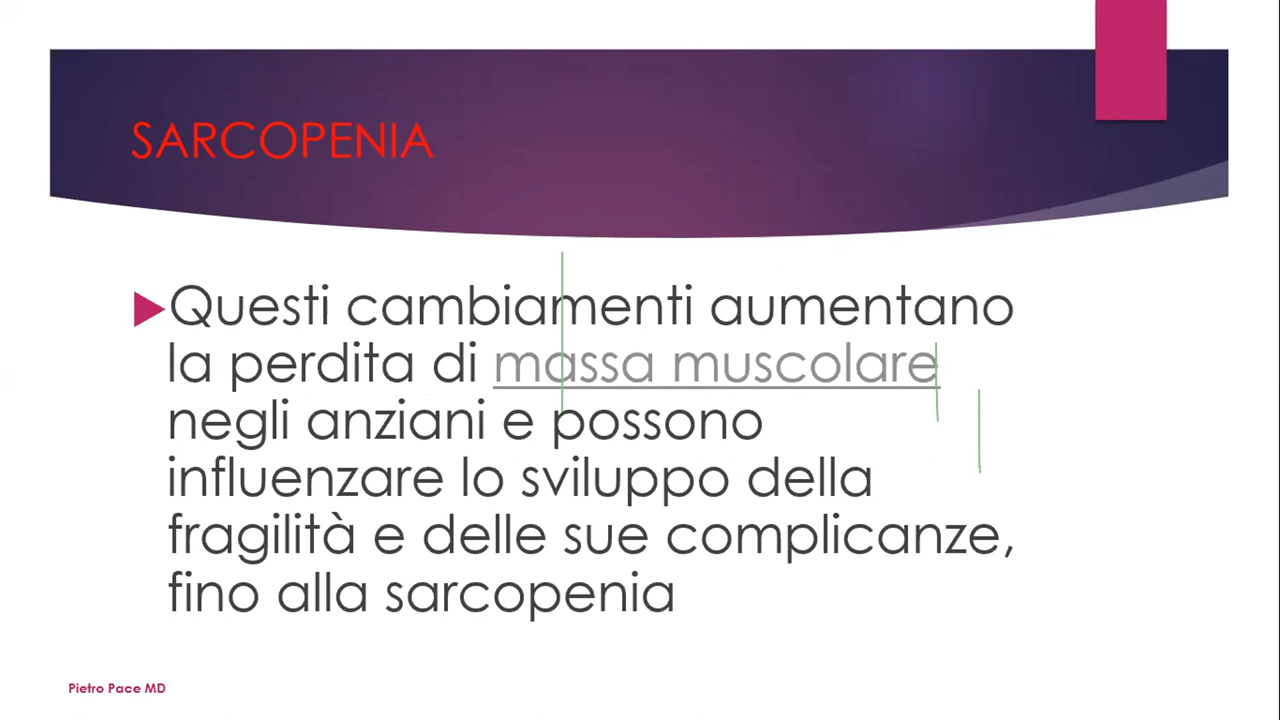 SARCOPENIA
Questi cambiamenti aumentano
la perdita di massa muscolare
negli anziani e possono
influenzare lo sviluppo della
fragilità e delle sue complicanze,
fino alla sarcopenia
Pietro Pace MD